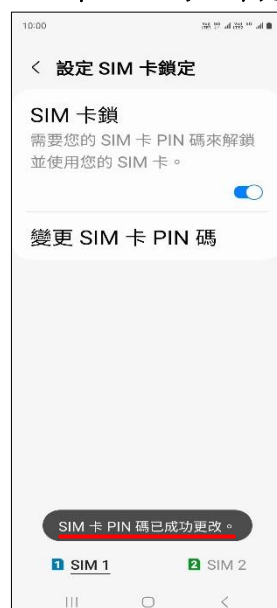 10:00
設定 SIM 卡鎖定
SIM 卡鎖
需要您的 SIM 卡 PIN 碼來解鎖
並使用您的 SIM 卡。
變更 SIM 卡 PIN 碼
SIM 卡 PIN 碼已成功更改。
1 SIM 1
2 SIM 2